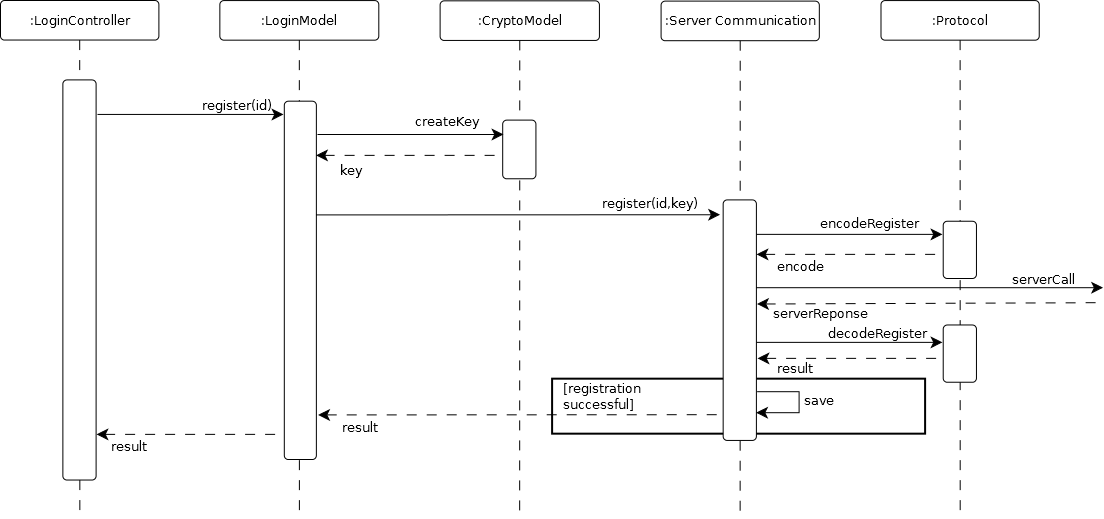 :LoginController
:LoginModel
:CryptoModel
:Server Communication
:Protocol
register(id)
createKey
key
register(id,key)
encodeRegister
encode
serverCall
serverReponse
decodeRegister
result
[registration
successful]
save
result
result